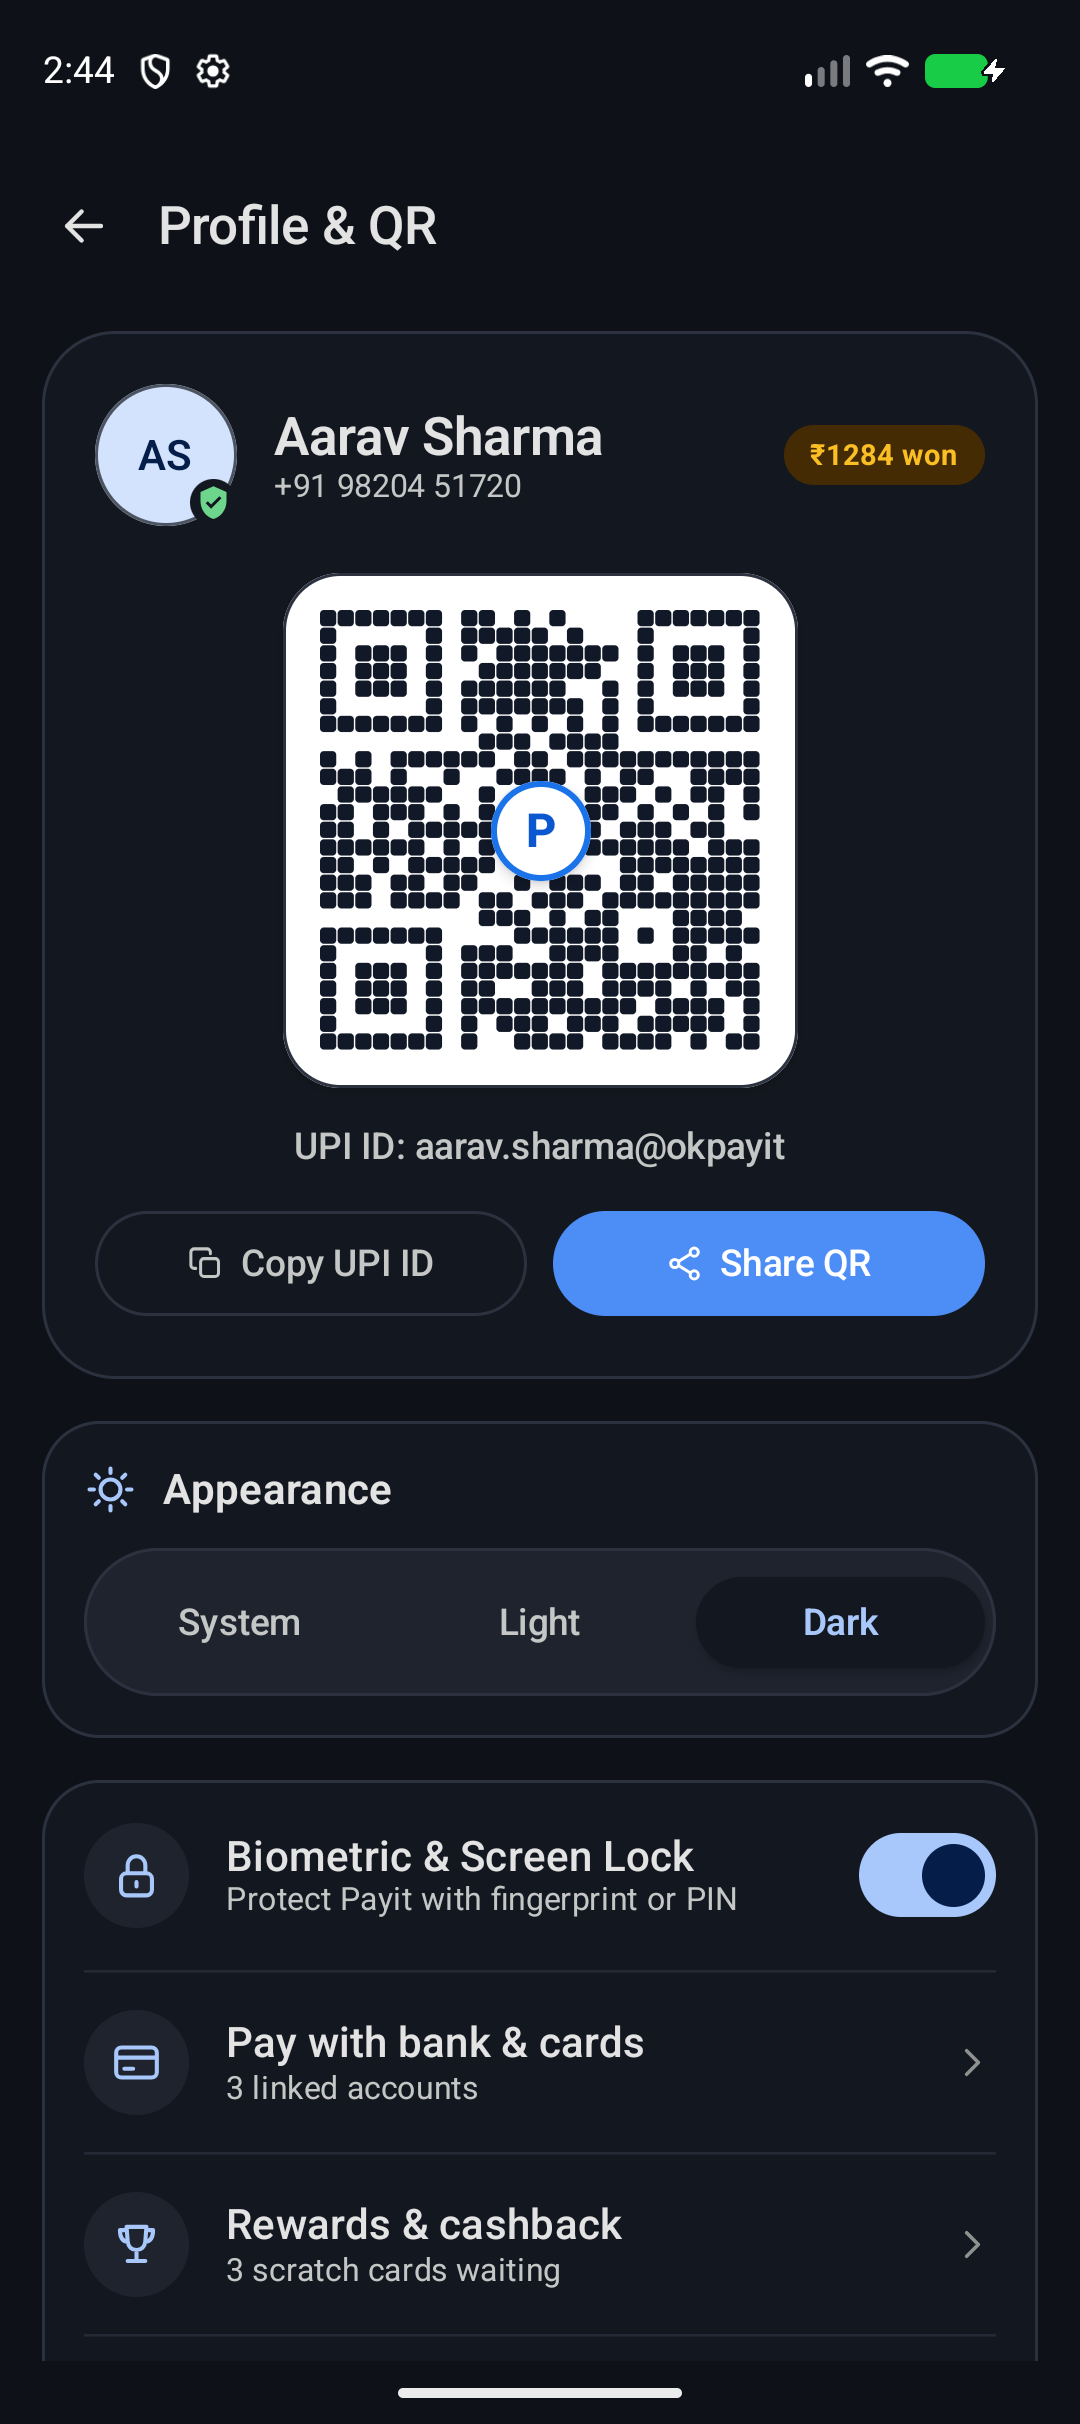 2:44
Profile & QR
AS
Aarav Sharma
+91 98204 51720
₹1284 won
P
UPI ID: aarav.sharma@okpayit
Copy UPI ID
Share QR
Appearance
System
Light
Dark
Biometric & Screen Lock
Protect Payit with fingerprint or PIN
Pay with bank & cards
3 linked accounts
Rewards & cashback
3 scratch cards waiting